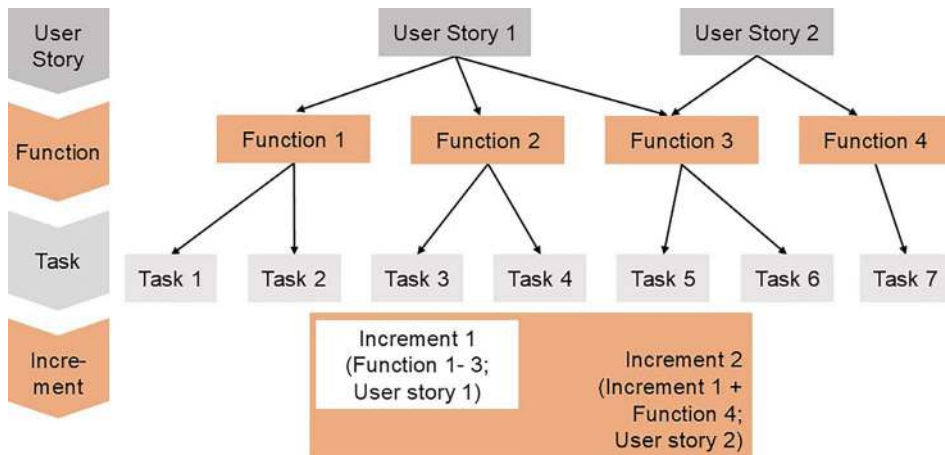 User
Story
User Story 1
User Story 2
Function
Function 1
Function 2
Function 3
Function 4
Task
Task 1
Task 2
Task 3
Task 4
Task 5
Task 6
Task 7
Incre-
ment
Increment 1
(Function 1- 3;
User story 1)
Increment 2
(Increment 1 +
Function 4;
User story 2)